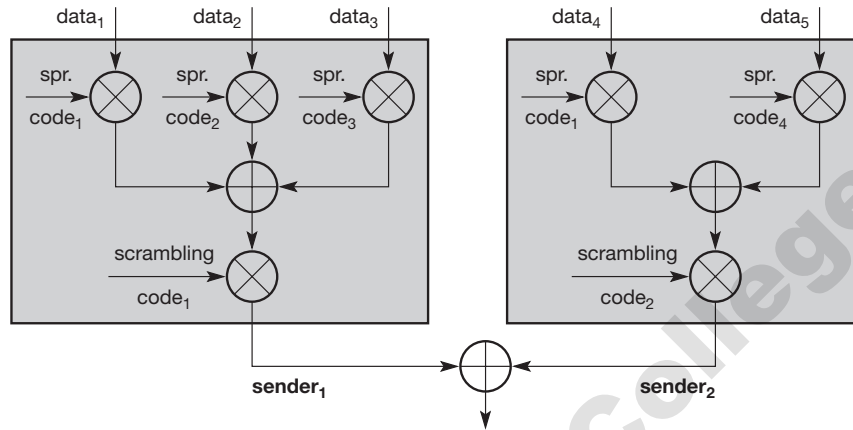 data₁ data₂ data₃ data₄ data₅
spr. spr. spr. spr. spr.
code₁ code₂ code₃ code₁ code₄
scrambling scrambling
code₁ code₂
sender₁ sender₂
College